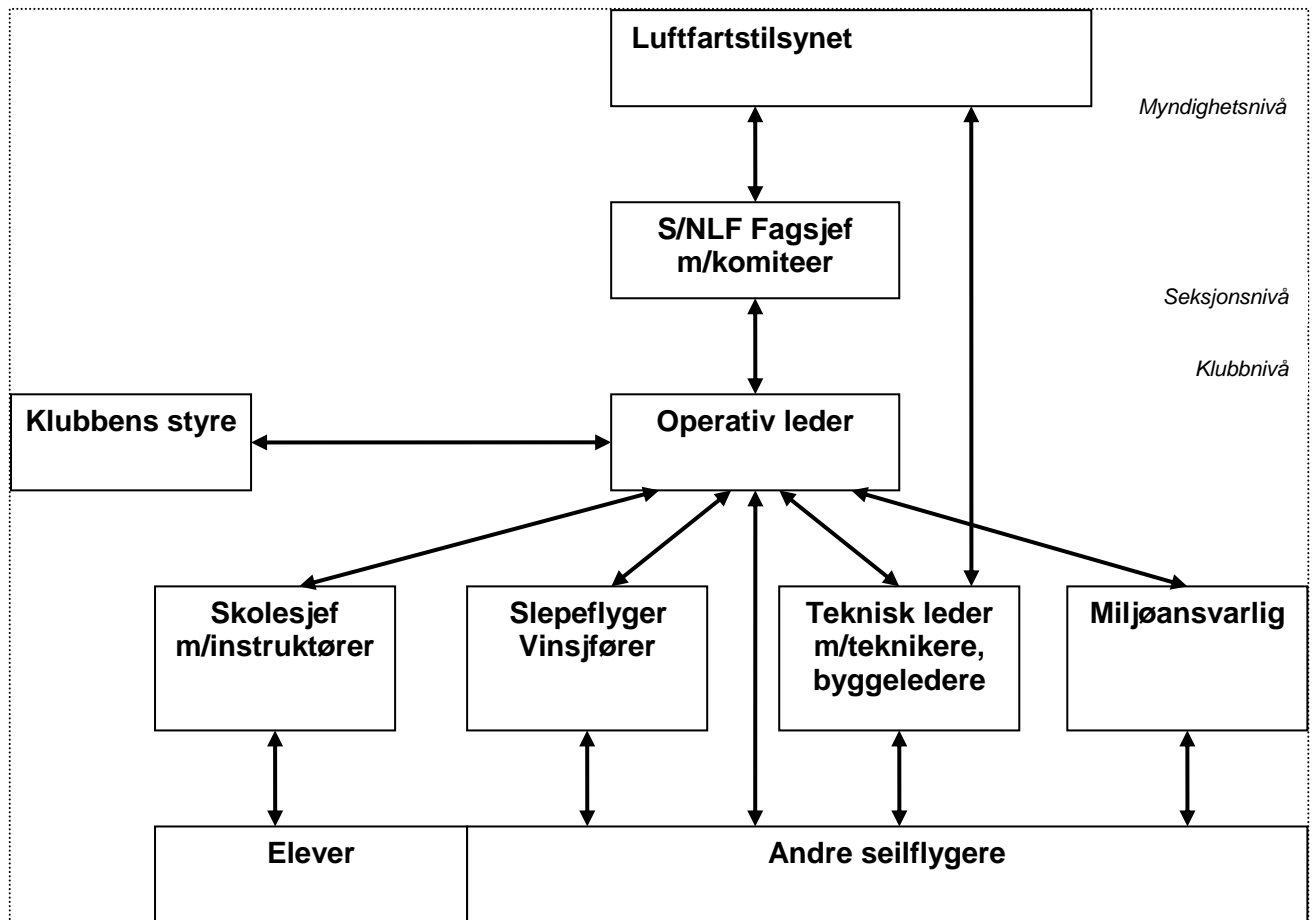 Luftfartstilsynet
Myndighetsnivå
S/NLF Fagsjef
m/komiteer
Seksjonsnivå
Klubbnivå
Klubbens styre
Operativ leder
Skolesjef
m/instruktører
Slepeflyger
Vinsjfører
Teknisk leder
m/teknikere,
byggeledere
Miljøansvarlig
Elever
Andre seilflygere